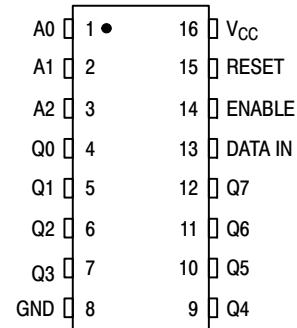 A0 1 16 VCC
A1 2 15 RESET
A2 3 14 ENABLE
Q0 4 13 DATA IN
Q1 5 12 Q7
Q2 6 11 Q6
Q3 7 10 Q5
GND 8 9 Q4